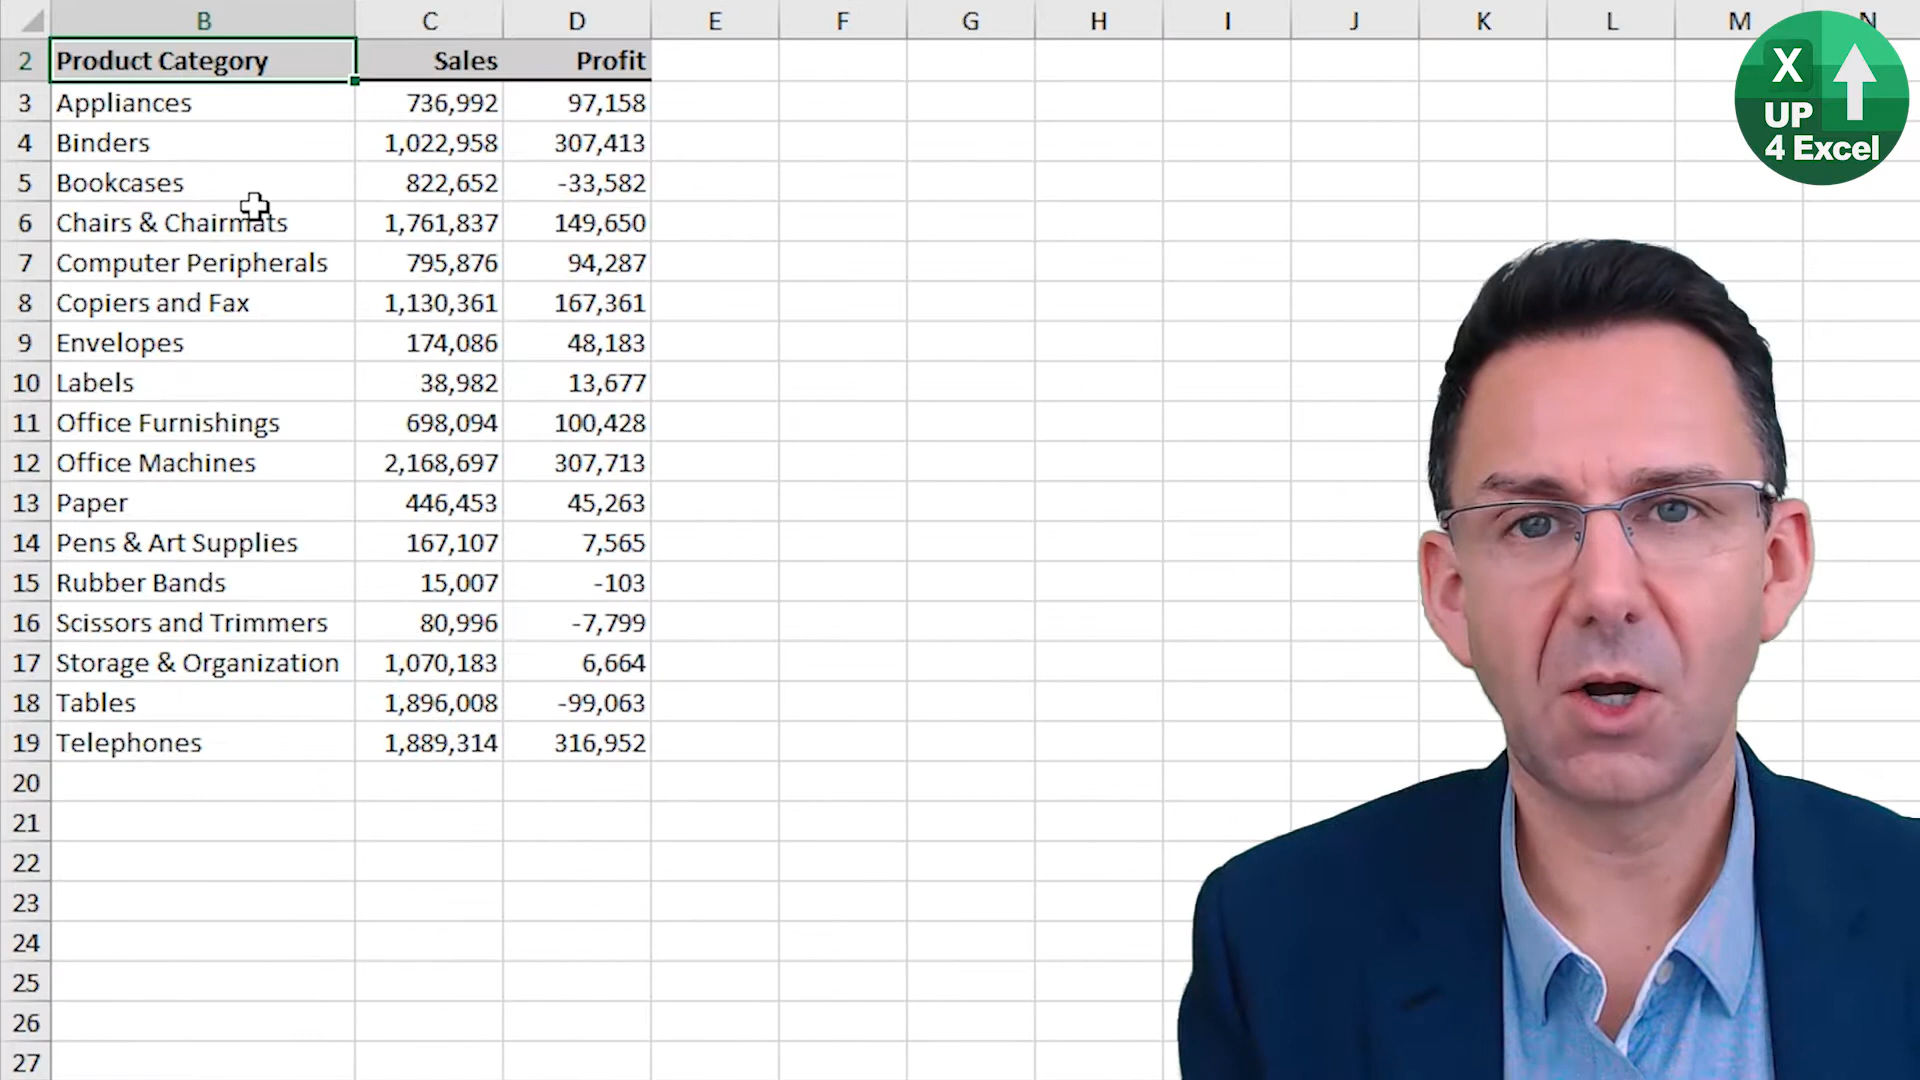 B C D E F G H I J K L M N
2 Product Category Sales Profit
3 Appliances 736,992 97,158
4 Binders 1,022,958 307,413
5 Bookcases 822,652 -33,582
6 Chairs & Chairmats 1,761,837 149,650
7 Computer Peripherals 795,876 94,287
8 Copiers and Fax 1,130,361 167,361
9 Envelopes 174,086 48,183
10 Labels 38,982 13,677
11 Office Furnishings 698,094 100,428
12 Office Machines 2,168,697 307,713
13 Paper 446,453 45,263
14 Pens & Art Supplies 167,107 7,565
15 Rubber Bands 15,007 -103
16 Scissors and Trimmers 80,996 -7,799
17 Storage & Organization 1,070,183 6,664
18 Tables 1,896,008 -99,063
19 Telephones 1,889,314 316,952
20
21
22
23
24
25
26
27
X
UP
4 Excel